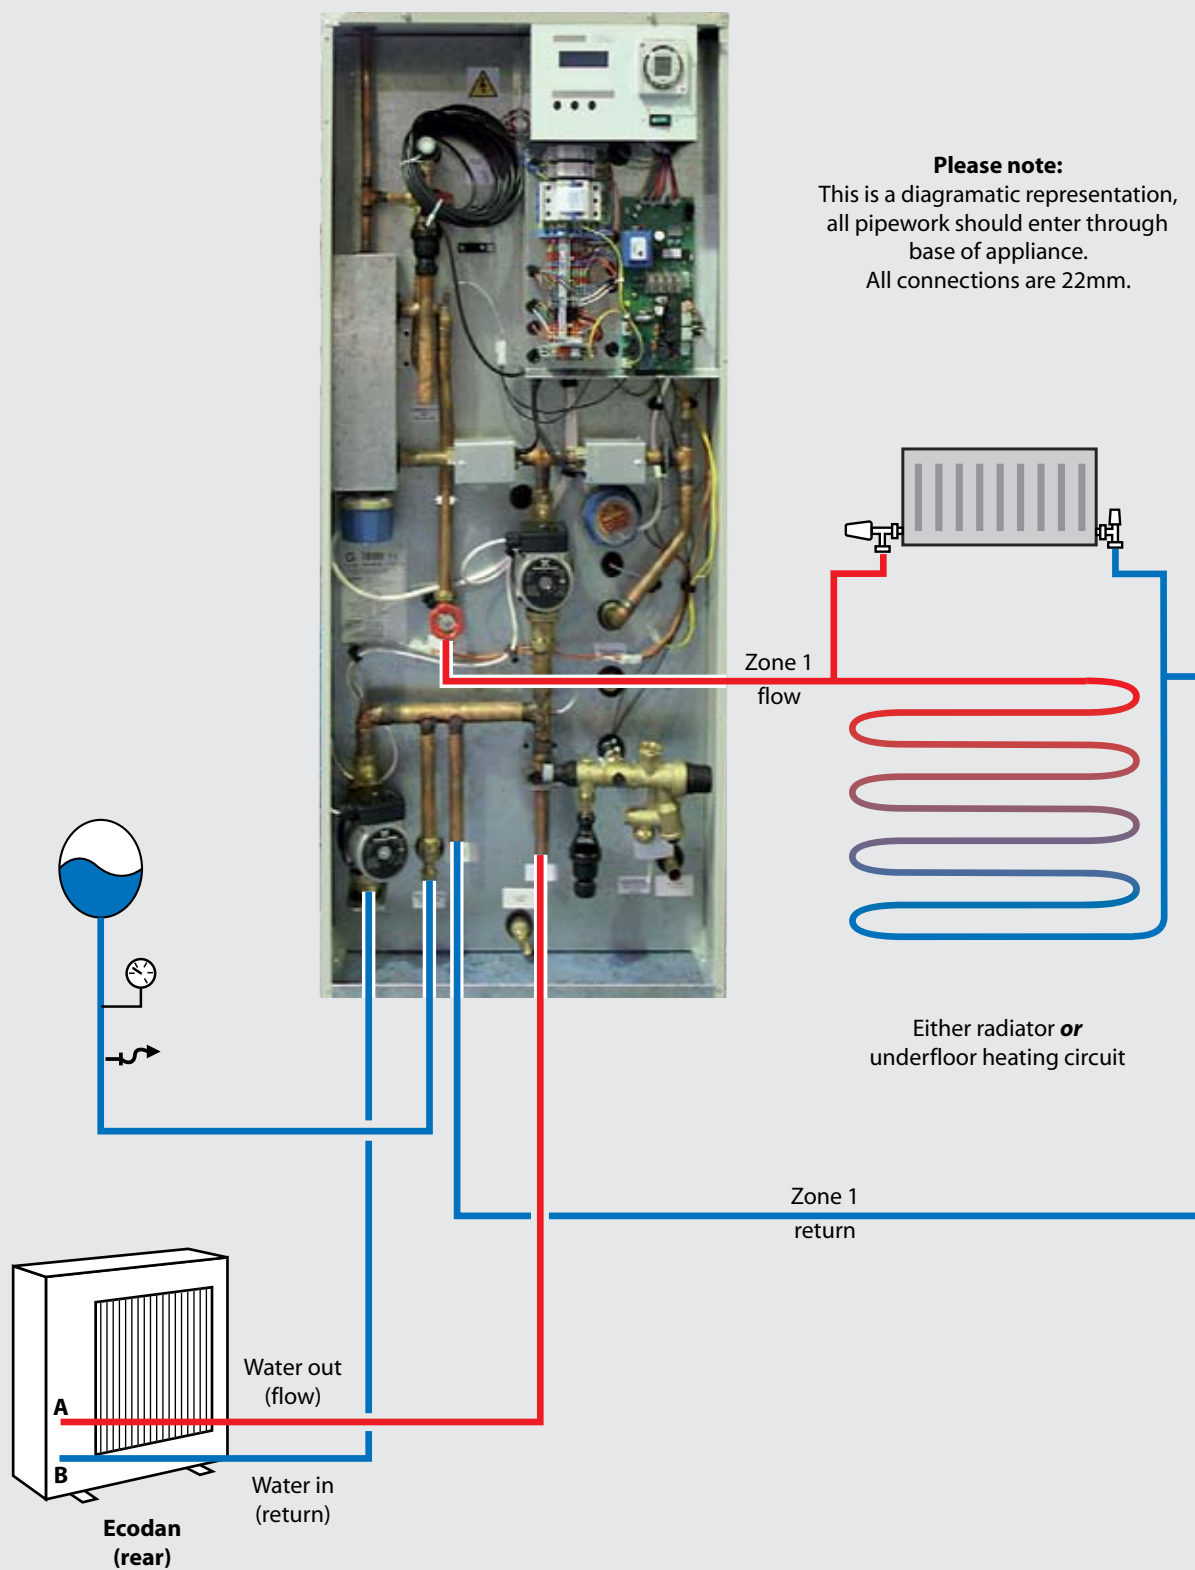 Please note:
This is a diagramatic representation,
all pipework should enter through
base of appliance.
All connections are 22mm.
Zone 1
flow
Either radiator or
underfloor heating circuit
Zone 1
return
Water out
(flow)
A
B
Water in
(return)
Ecodan
(rear)